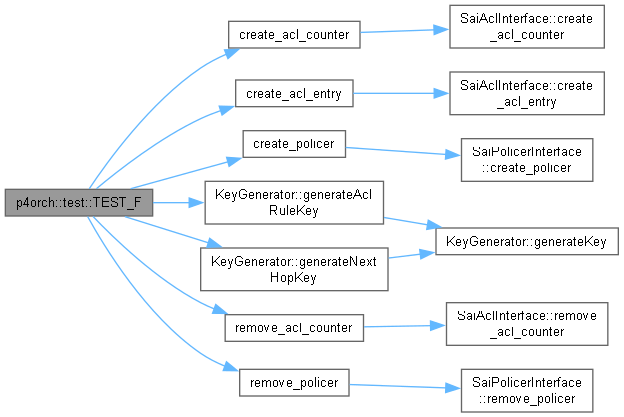 p4orch::test::TEST_F
create_acl_counter
SaiAclInterface::create
_acl_counter
create_acl_entry
SaiAclInterface::create
_acl_entry
create_policer
SaiPolicerInterface
::create_policer
KeyGenerator::generateAcl
RuleKey
KeyGenerator::generateKey
KeyGenerator::generateNext
HopKey
remove_acl_counter
SaiAclInterface::remove
_acl_counter
remove_policer
SaiPolicerInterface
::remove_policer